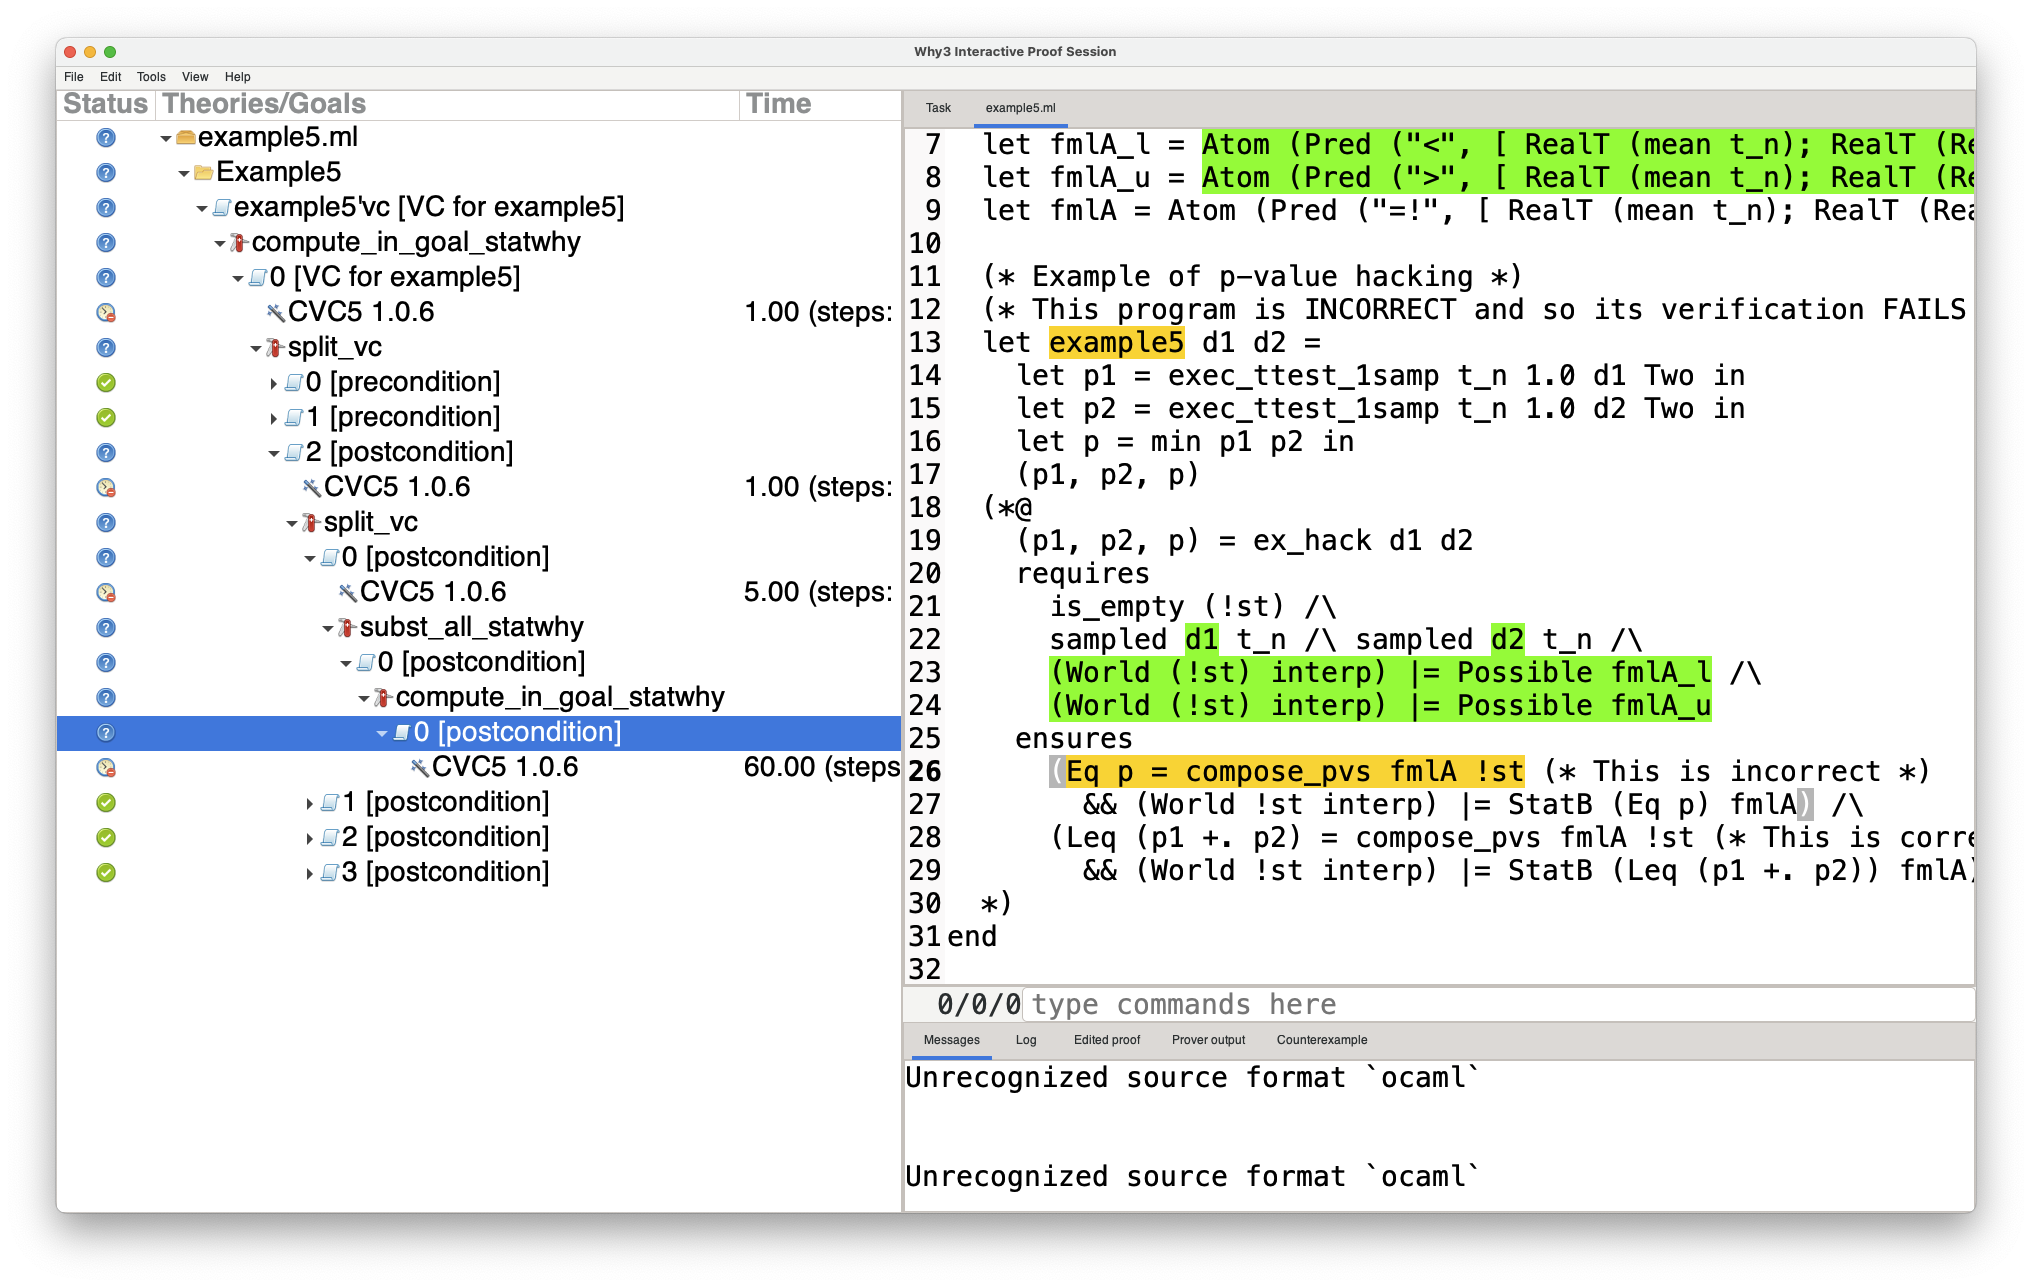 Why3 Interactive Proof Session
File Edit Tools View Help
Status Theories/Goals Time
example5.ml
Example5
example5'vc [VC for example5]
compute_in_goal_statwhy
0 [VC for example5]
CVC5 1.0.6 1.00 (steps:
split_vc
0 [precondition]
1 [precondition]
2 [postcondition]
CVC5 1.0.6 1.00 (steps:
split_vc
0 [postcondition]
CVC5 1.0.6 5.00 (steps:
subst_all_statwhy
0 [postcondition]
compute_in_goal_statwhy
0 [postcondition]
CVC5 1.0.6 60.00 (steps
1 [postcondition]
2 [postcondition]
3 [postcondition]
Task example5.ml
7 let fmlA_l = Atom (Pred ("<", [ RealT (mean t_n); RealT (Re
8 let fmlA_u = Atom (Pred (">", [ RealT (mean t_n); RealT (Re
9 let fmlA = Atom (Pred ("=!", [ RealT (mean t_n); RealT (Rea
10
11 (* Example of p-value hacking *)
12 (* This program is INCORRECT and so its verification FAILS
13 let example5 d1 d2 =
14 let p1 = exec_ttest_1samp t_n 1.0 d1 Two in
15 let p2 = exec_ttest_1samp t_n 1.0 d2 Two in
16 let p = min p1 p2 in
17 (p1, p2, p)
18 (*@
19 (p1, p2, p) = ex_hack d1 d2
20 requires
21 is_empty (!st) /\
22 sampled d1 t_n /\ sampled d2 t_n /\
23 (World (!st) interp) |= Possible fmlA_l /\
24 (World (!st) interp) |= Possible fmlA_u
25 ensures
26 (Eq p = compose_pvs fmlA !st (* This is incorrect *)
27 && (World !st interp) |= StatB (Eq p) fmlA) /\
28 (Leq (p1 +. p2) = compose_pvs fmlA !st (* This is corre
29 && (World !st interp) |= StatB (Leq (p1 +. p2)) fmlA)
30 *)
31 end
32
0/0/0 type commands here
Messages Log Edited proof Prover output Counterexample
Unrecognized source format `ocaml`
Unrecognized source format `ocaml`